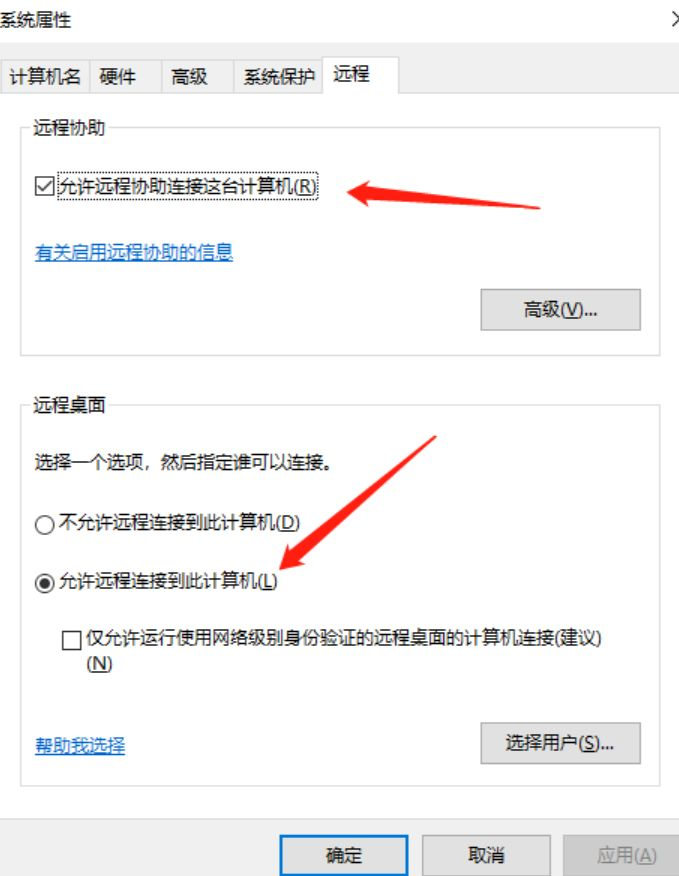 系统属性
计算机名 硬件 高级 系统保护 远程
远程协助
允许远程协助连接这台计算机(R)
有关启用远程协助的信息
高级(V)...
远程桌面
选择一个选项，然后指定谁可以连接。
不允许远程连接到此计算机(D)
允许远程连接到此计算机(L)
仅允许运行使用网络级别身份验证的远程桌面的计算机连接(建议)
(N)
帮助我选择
选择用户(S)...
确定 取消 应用(A)